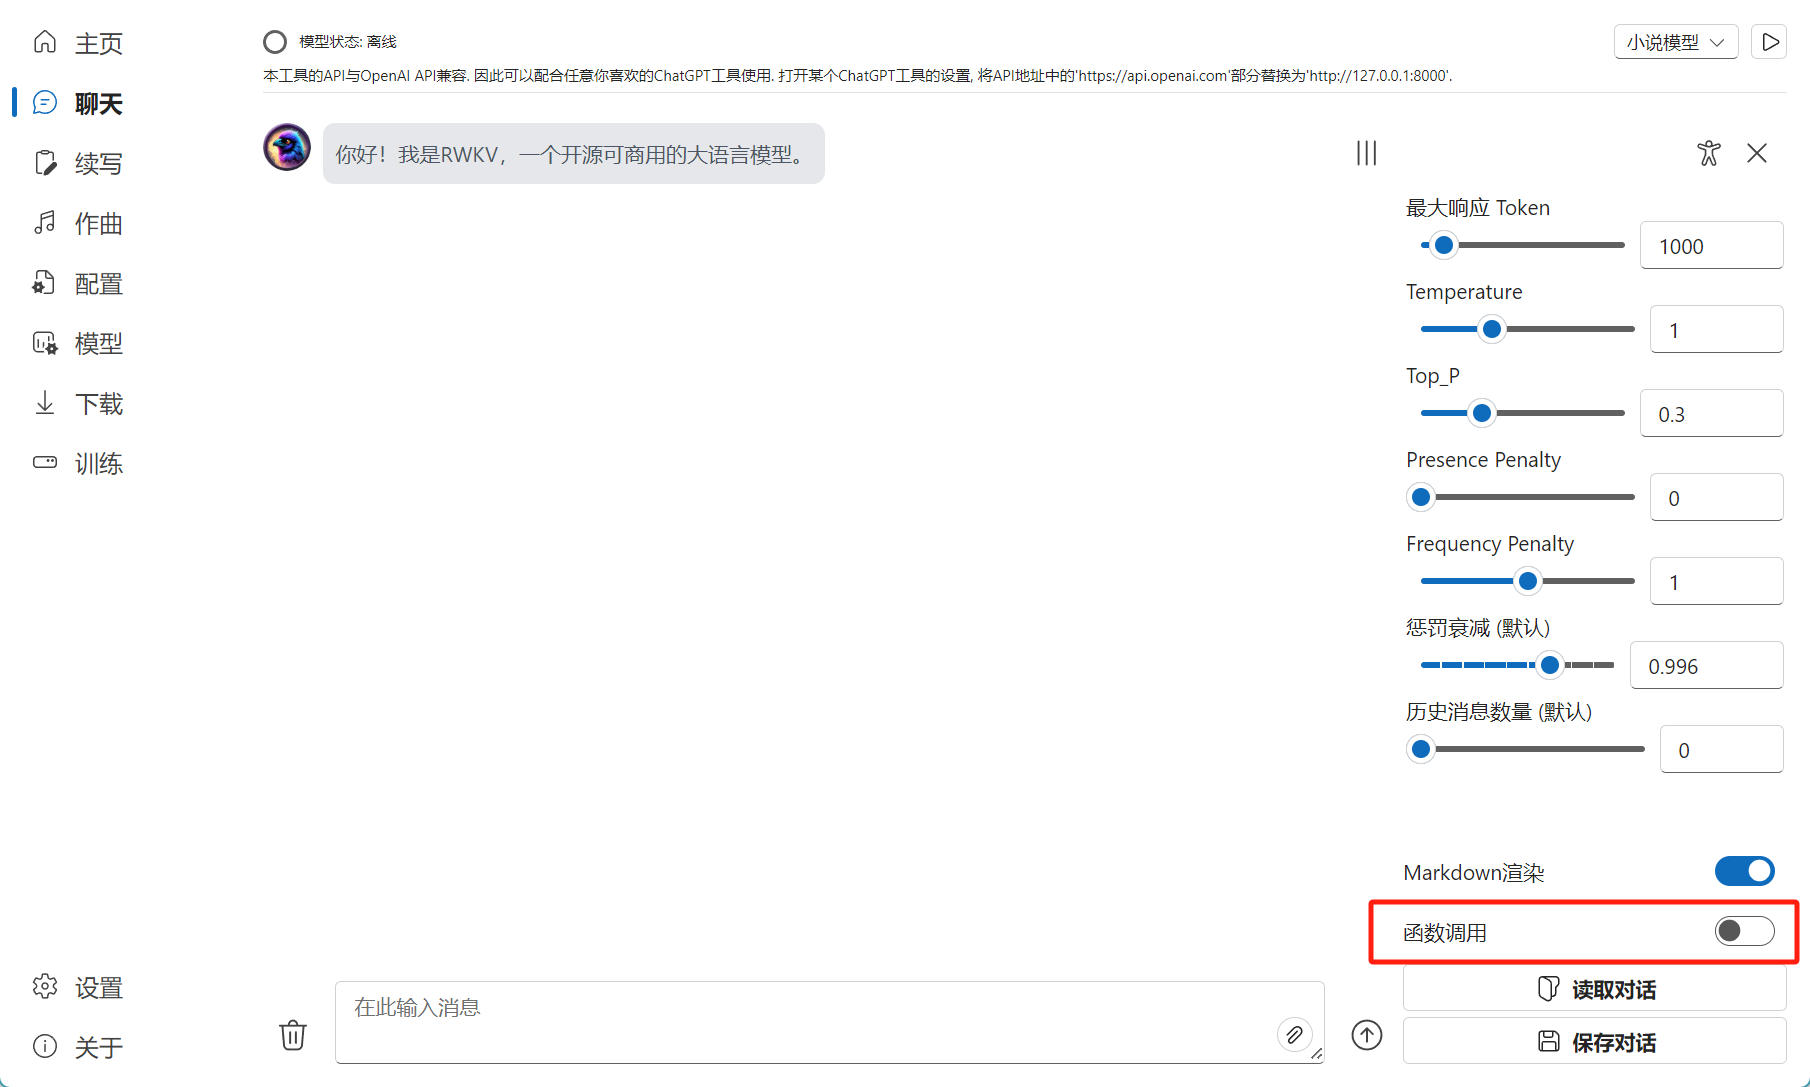 主页
聊天
续写
作曲
配置
模型
下载
训练
设置
关于
模型状态: 离线
小说模型
本工具的API与OpenAI API兼容. 因此可以配合任意你喜欢的ChatGPT工具使用. 打开某个ChatGPT工具的设置, 将API地址中的'https://api.openai.com'部分替换为'http://127.0.0.1:8000'.
你好！我是RWKV，一个开源可商用的大语言模型。
最大响应 Token
1000
Temperature
1
Top_P
0.3
Presence Penalty
0
Frequency Penalty
1
惩罚衰减 (默认)
0.996
历史消息数量 (默认)
0
Markdown渲染
函数调用
读取对话
保存对话
在此输入消息